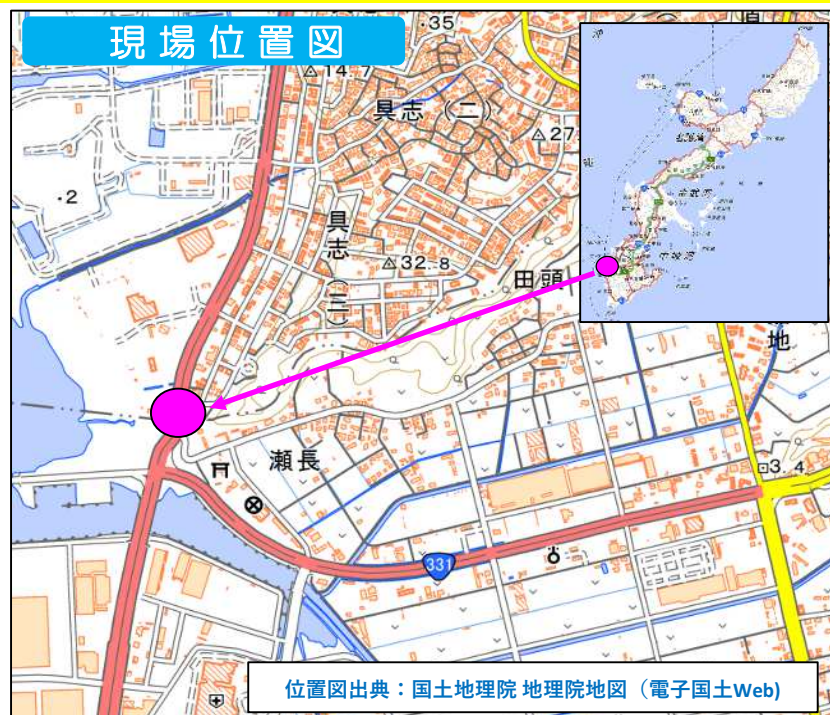 現場位置図
35
14.7
具志(二)
27
2
具志(三)
32.8
田頭
地
瀬長
3.4
331
位置図出典:国土地理院 地理院地図(電子国土Web)